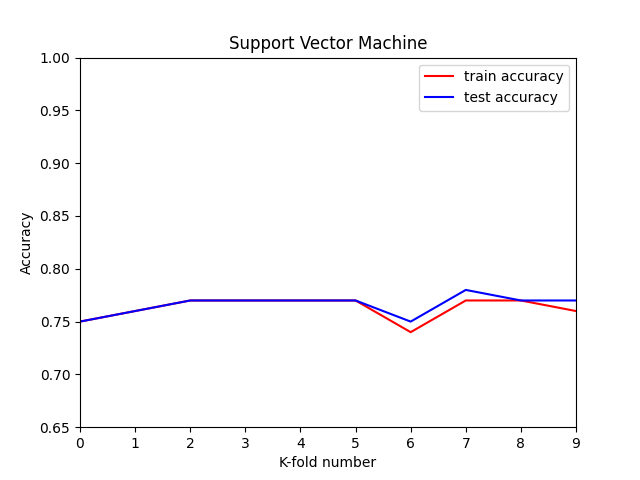 Support Vector Machine
train accuracy
test accuracy
1.00
0.95
0.90
0.85
0.80
0.75
0.70
0.65
Accuracy
0 1 2 3 4 5 6 7 8 9
K-fold number